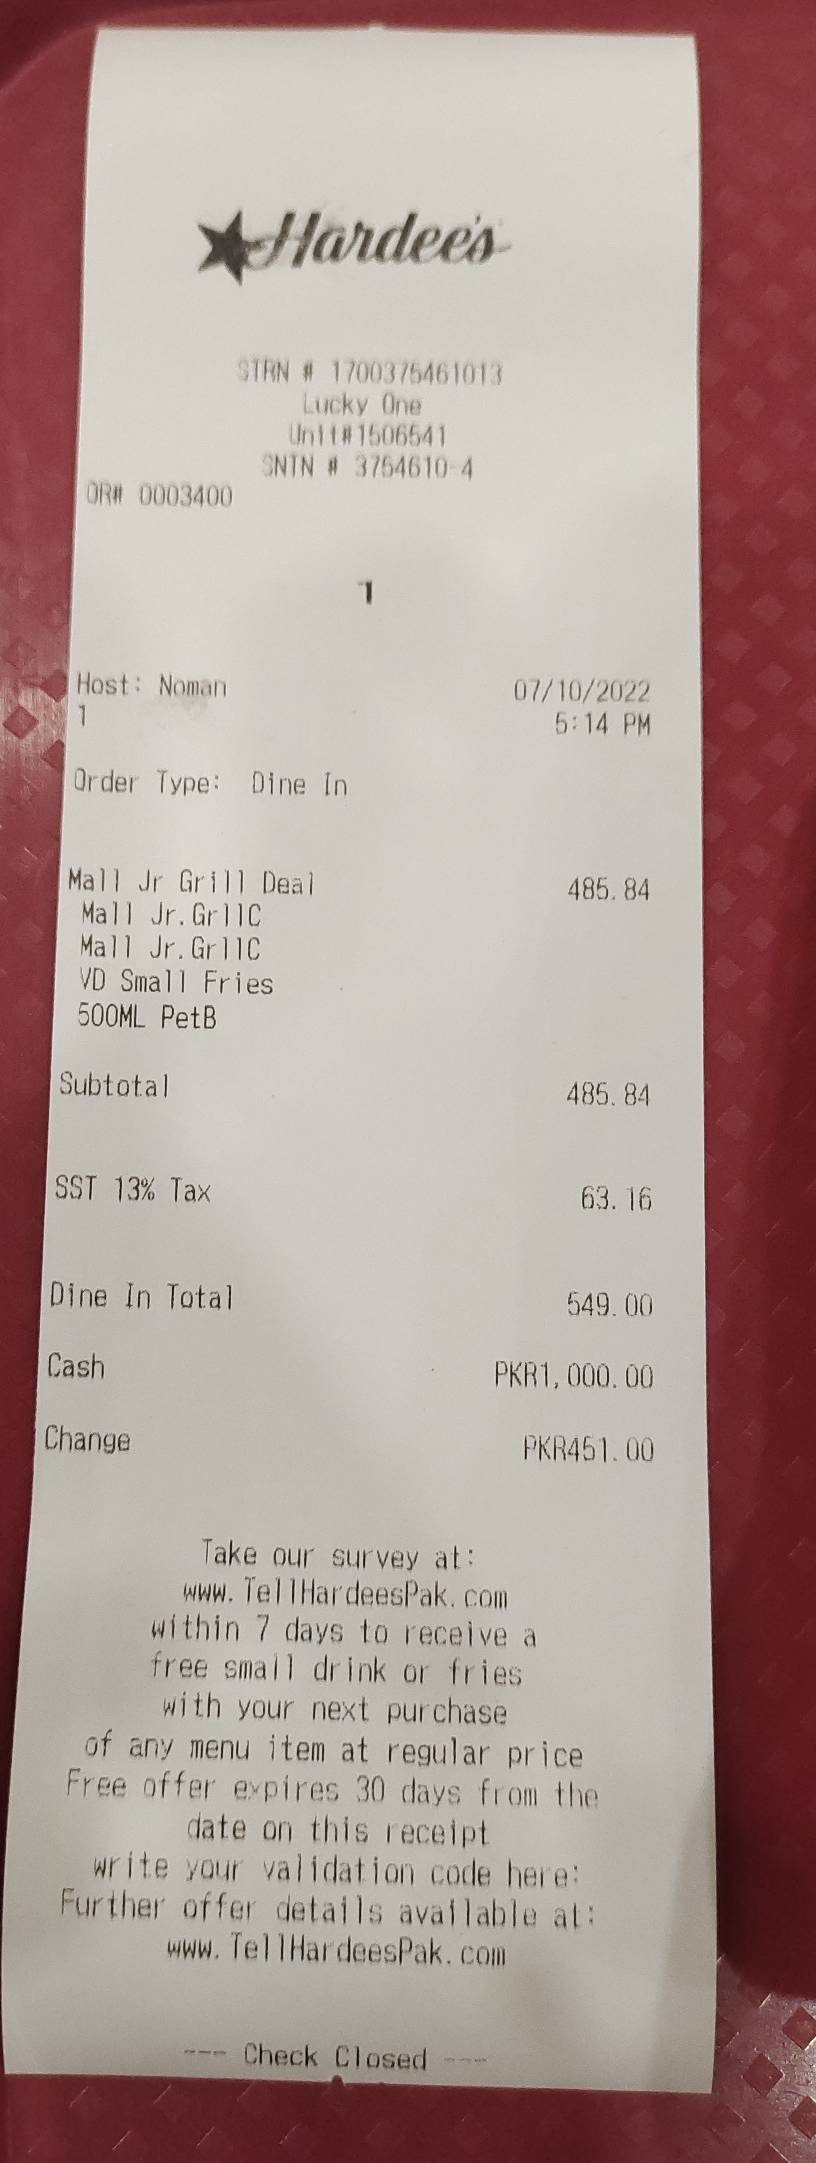 Hardee's
STRN # 1700375461013
Lucky One
Unit#1506541
SNTN # 3754610-4
OR# 0003400
1
Host: Noman 07/10/2022
1 5:14 PM
Order Type: Dine In
Mall Jr Grill Deal 485.84
Mall Jr.GrllC
Mall Jr.GrllC
VD Small Fries
500ML PetB
Subtotal 485.84
SST 13% Tax 63.16
Dine In Total 549.00
Cash PKR1,000.00
Change PKR451.00
Take our survey at:
www.TellHardeesPak.com
within 7 days to receive a
free small drink or fries
with your next purchase
of any menu item at regular price
Free offer expires 30 days from the
date on this receipt
write your validation code here:
Further offer details available at:
www.TellHardeesPak.com
--- Check Closed ---